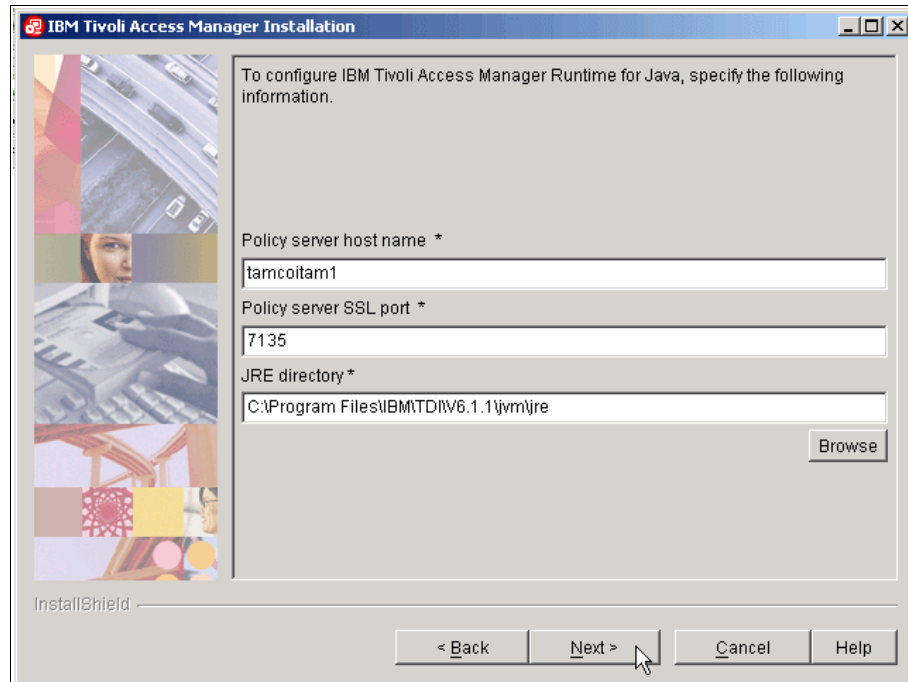 IBM Tivoli Access Manager Installation
To configure IBM Tivoli Access Manager Runtime for Java, specify the following
information.
Policy server host name *
tamcoitam1
Policy server SSL port *
7135
JRE directory *
C:\Program Files\IBM\TDI\V6.1.1\jvm\jre
Browse
InstallShield
< Back
Next >
Cancel
Help